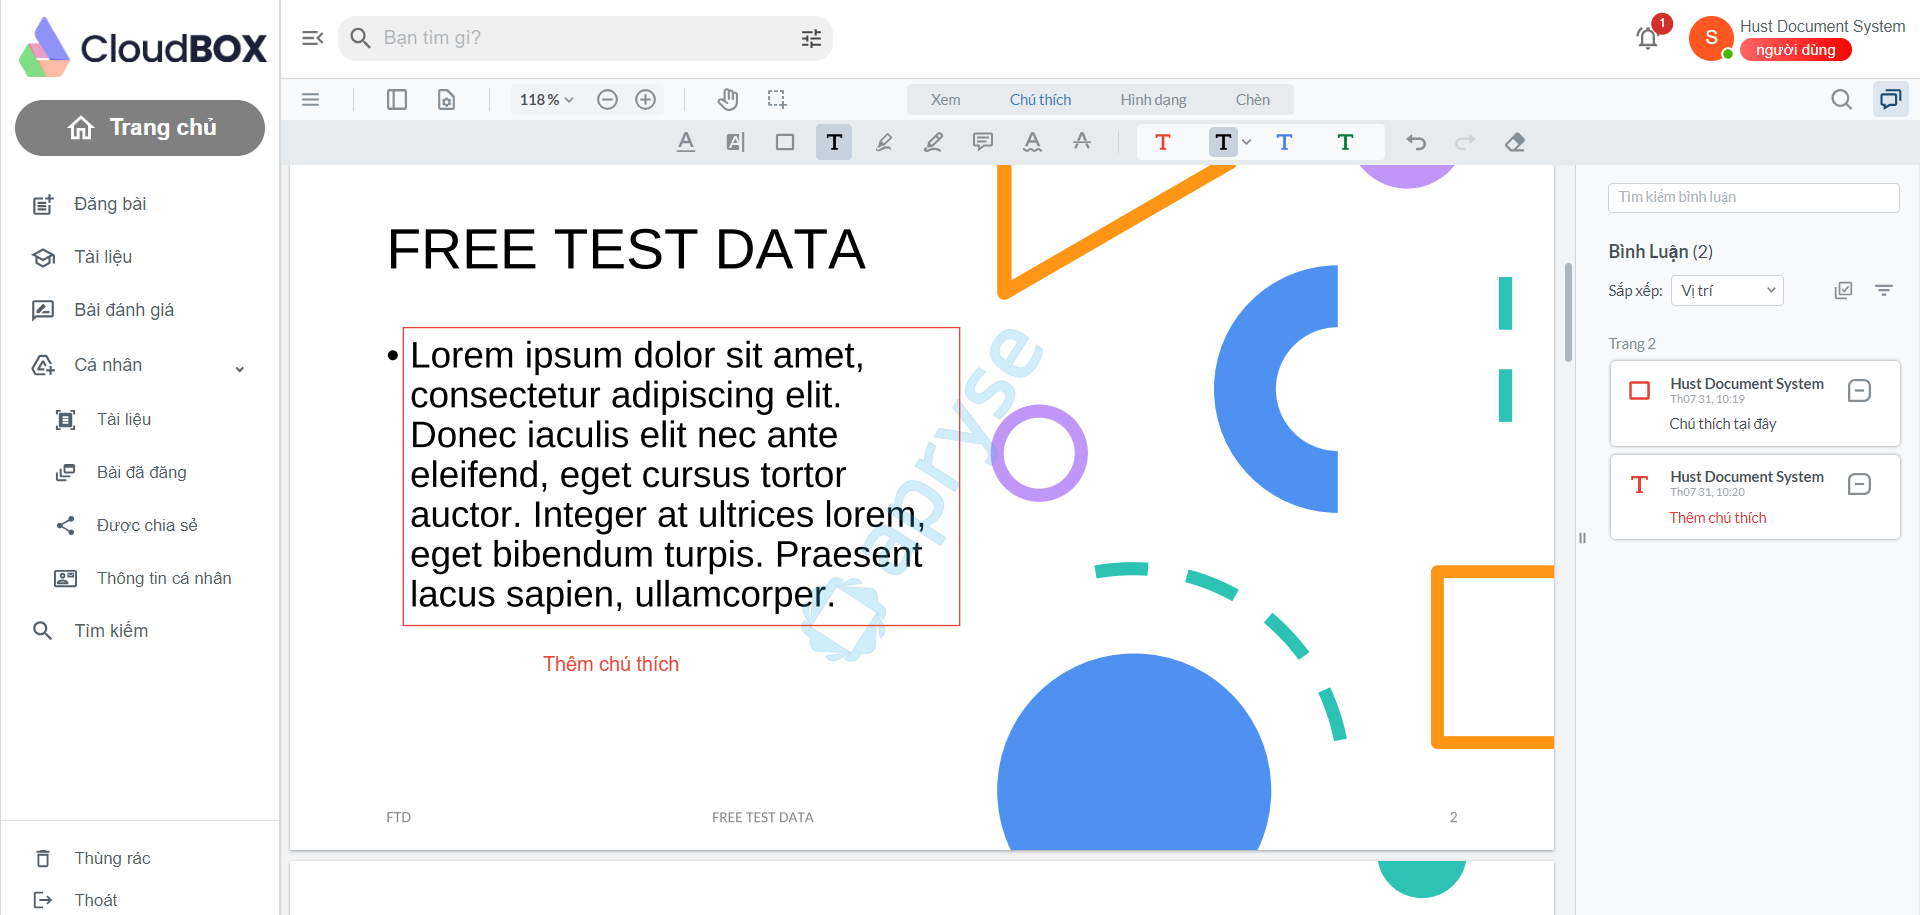 CloudBOX
Bạn tìm gì?
1
S
Hust Document System
người dùng
Trang chủ
Đăng bài
Tài liệu
Bài đánh giá
Cá nhân
Tài liệu
Bài đã đăng
Được chia sẻ
Thông tin cá nhân
Tìm kiếm
Thùng rác
Thoát
118 %
Xem
Chú thích
Hình dạng
Chèn
FREE TEST DATA
• Lorem ipsum dolor sit amet,
consectetur adipiscing elit.
Donec iaculis elit nec ante
eleifend, eget cursus tortor
auctor. Integer at ultrices lorem,
eget bibendum turpis. Praesent
lacus sapien, ullamcorper.
apryse
Thêm chú thích
FTD
FREE TEST DATA
2
Tìm kiếm bình luận
Bình Luận (2)
Sắp xếp:
Vị trí
Trang 2
Hust Document System
Th07 31, 10:19
Chú thích tại đây
Hust Document System
Th07 31, 10:20
Thêm chú thích